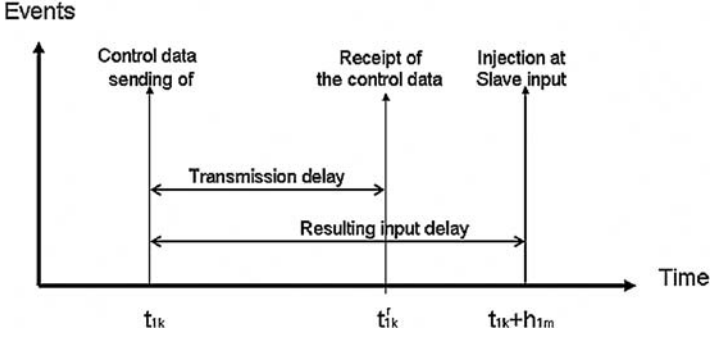 Events
Control data
sending of
Receipt of
the control data
Injection at
Slave input
Transmission delay
Resulting input delay
Time
t1k
t1k^r
t1k+h1m